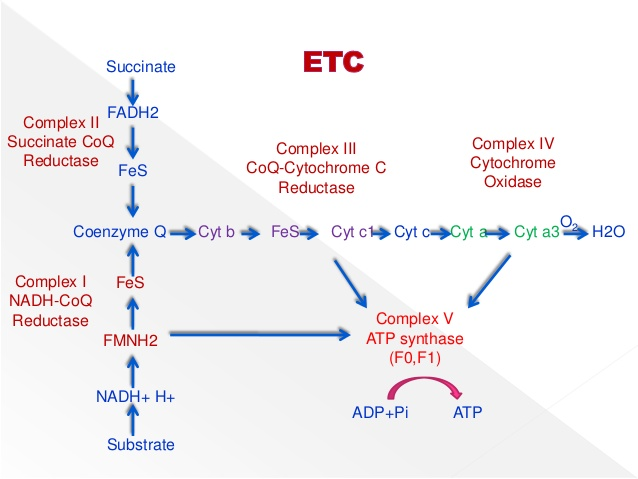 ETC
Succinate
FADH2
Complex II
Succinate CoQ
Reductase
FeS
Complex III
CoQ-Cytochrome C
Reductase
Complex IV
Cytochrome
Oxidase
Coenzyme Q Cyt b FeS Cyt c1 Cyt c Cyt a Cyt a3 O2 H2O
Complex I
NADH-CoQ
Reductase
FeS
FMNH2
Complex V
ATP synthase
(F0,F1)
NADH+ H+
ADP+Pi ATP
Substrate